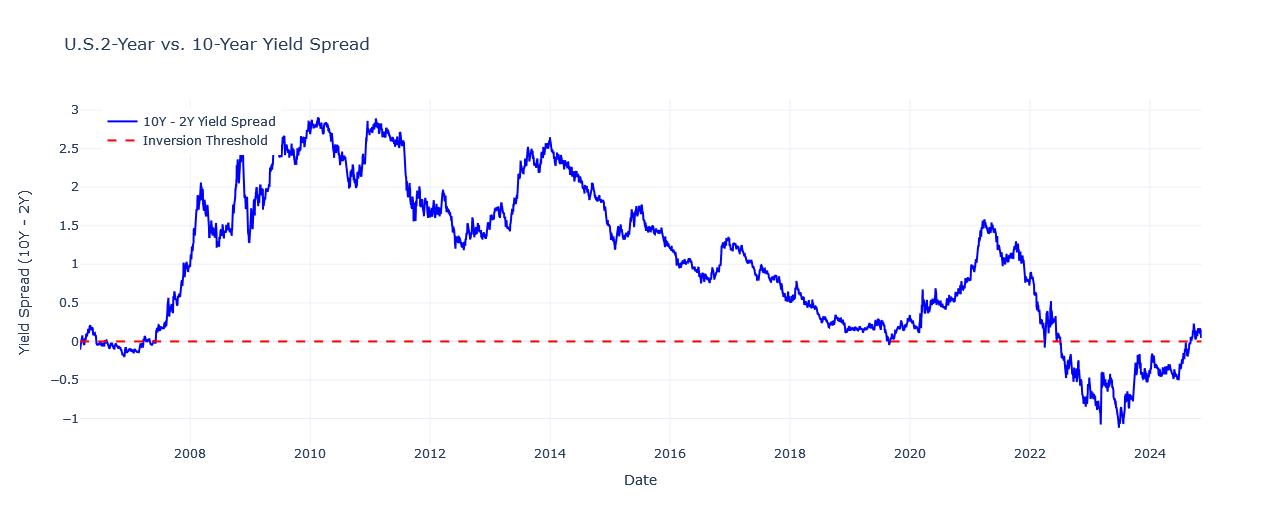 U.S.2-Year vs. 10-Year Yield Spread
10Y - 2Y Yield Spread
Inversion Threshold
Yield Spread (10Y - 2Y)
3
2.5
2
1.5
1
0.5
0
−0.5
−1
2008 2010 2012 2014 2016 2018 2020 2022 2024
Date